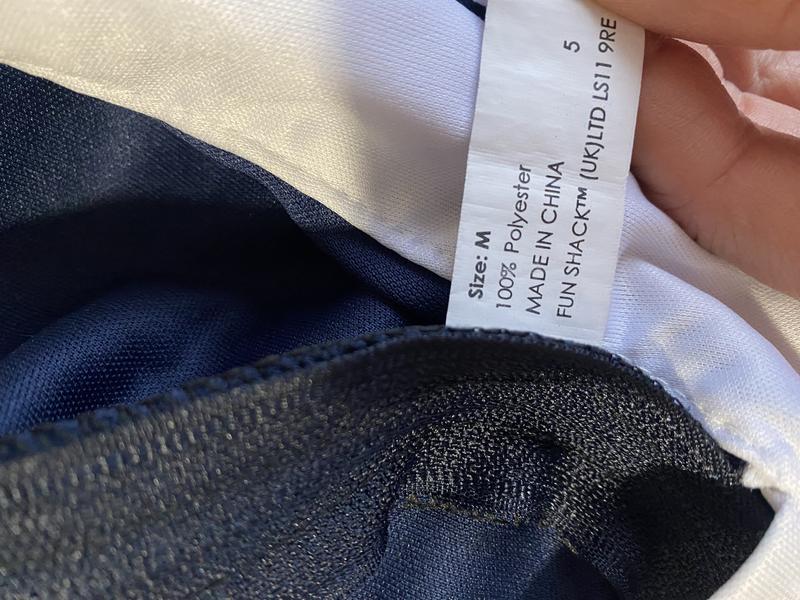 Size: M
100% Polyester
MADE IN CHINA
FUN SHACK™ (UK)LTD LS11 9RE
5